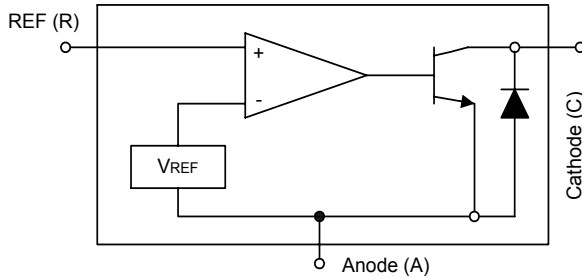 REF (R)
+
-
VREF
Cathode (C)
Anode (A)